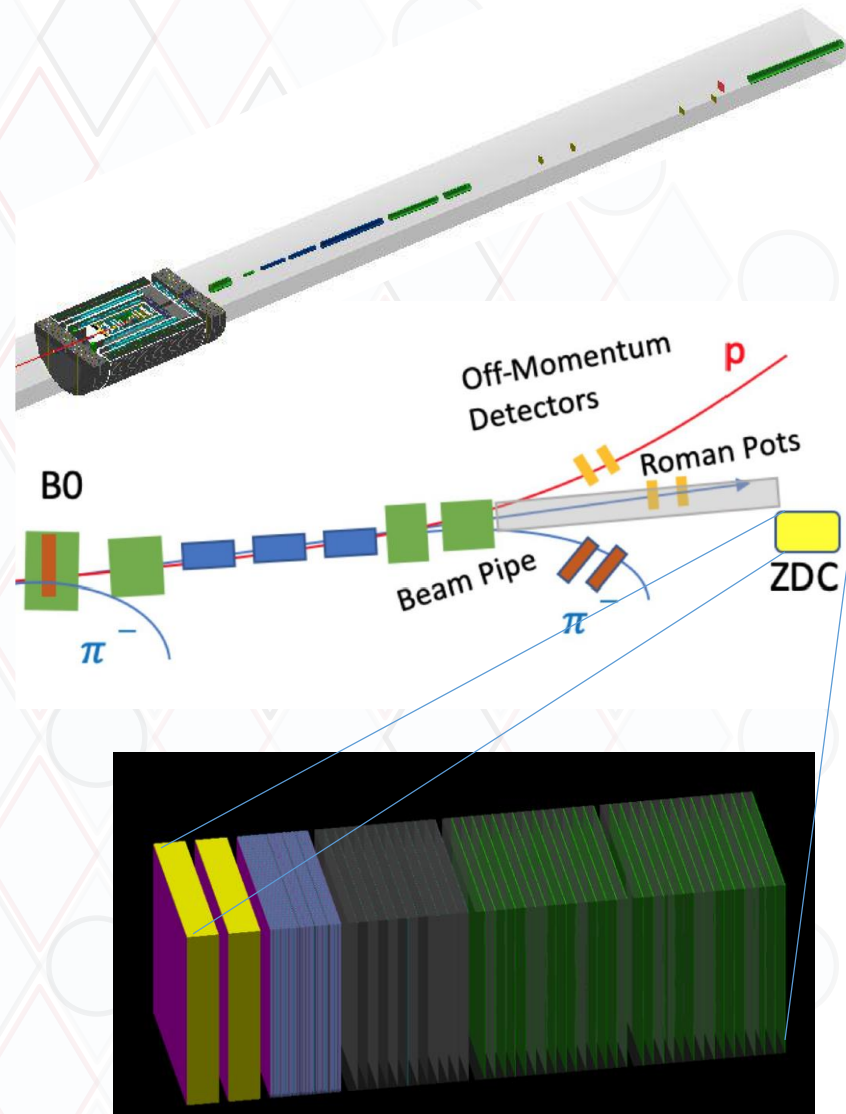 Off-Momentum
Detectors
p
Roman Pots
B0
ZDC
Beam Pipe
π⁻
π⁻